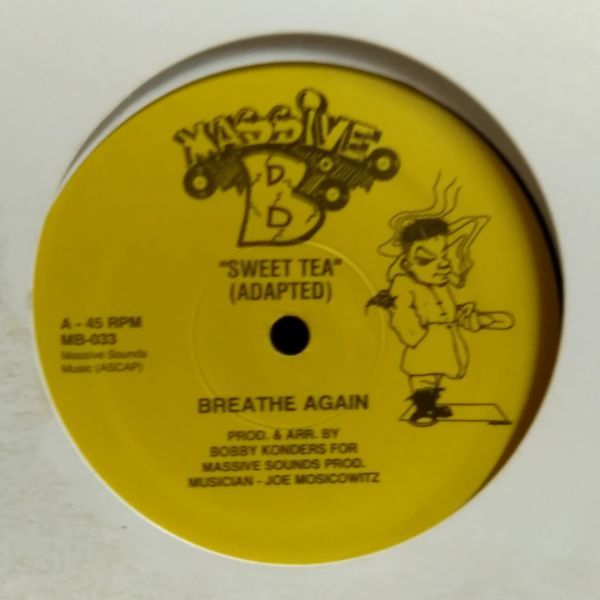 MASSIVE
B
"SWEET TEA"
(ADAPTED)
A - 45 RPM
MB-033
Massive Sounds
Music (ASCAP)
BREATHE AGAIN
PROD. & ARR. BY
BOBBY KONDERS FOR
MASSIVE SOUNDS PROD.
MUSICIAN - JOE MOSICOWITZ